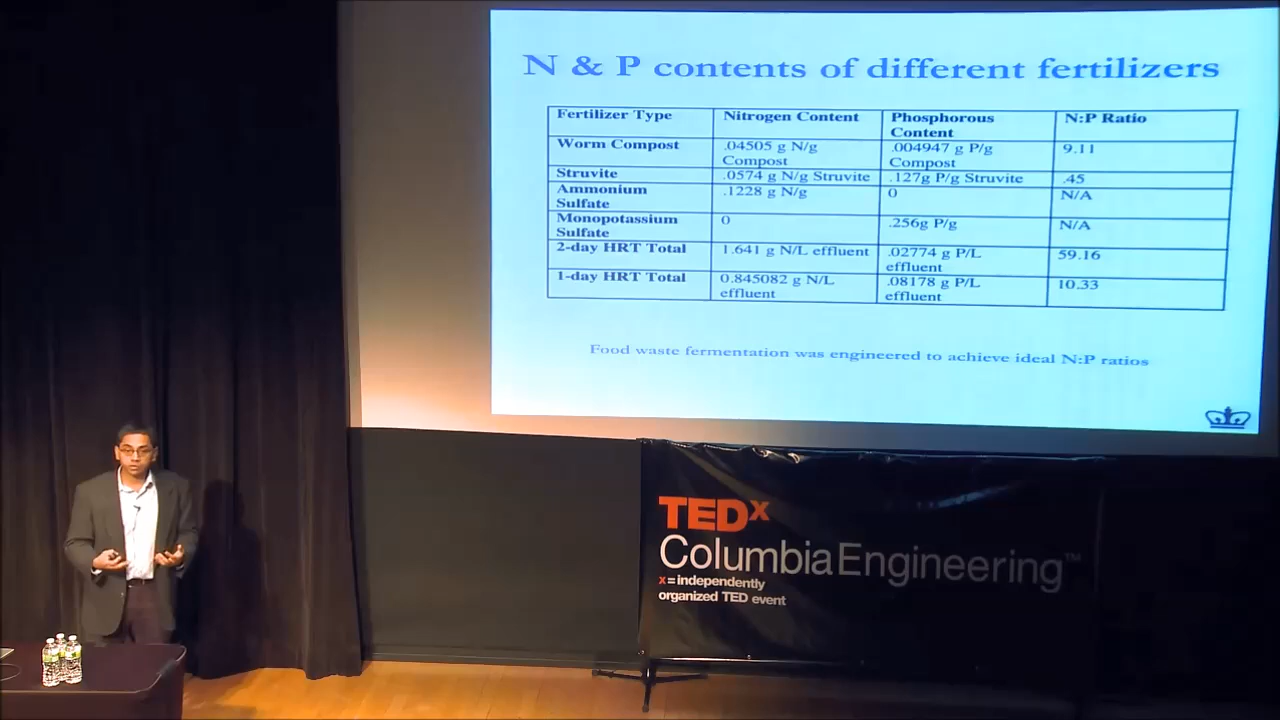 N & P contents of different fertilizers
Fertilizer Type Nitrogen Content Phosphorous Content N:P Ratio
Worm Compost .04505 g N/g Compost .004947 g P/g Compost 9.11
Struvite .0574 g N/g Struvite .127g P/g Struvite .45
Ammonium Sulfate .1228 g N/g 0 N/A
Monopotassium Sulfate 0 .256g P/g N/A
2-day HRT Total 1.641 g N/L effluent .02774 g P/L effluent 59.16
1-day HRT Total 0.845082 g N/L effluent .08178 g P/L effluent 10.33
Food waste fermentation was engineered to achieve ideal N:P ratios
TEDx
ColumbiaEngineering™
x = independently
organized TED event